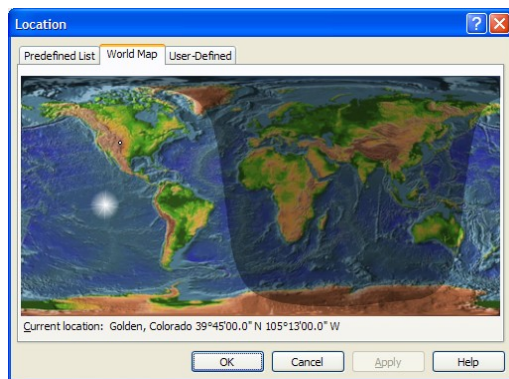 Location
Predefined List World Map User-Defined
Current location: Golden, Colorado 39°45'00.0" N 105°13'00.0" W
OK Cancel Apply Help